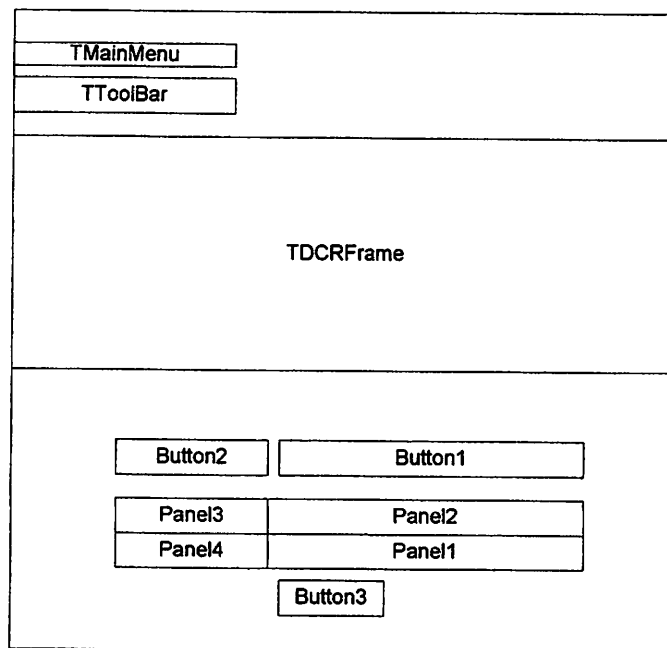 TMainMenu
TToolBar
TDCRFrame
Button2 Button1
Panel3 Panel2
Panel4 Panel1
Button3